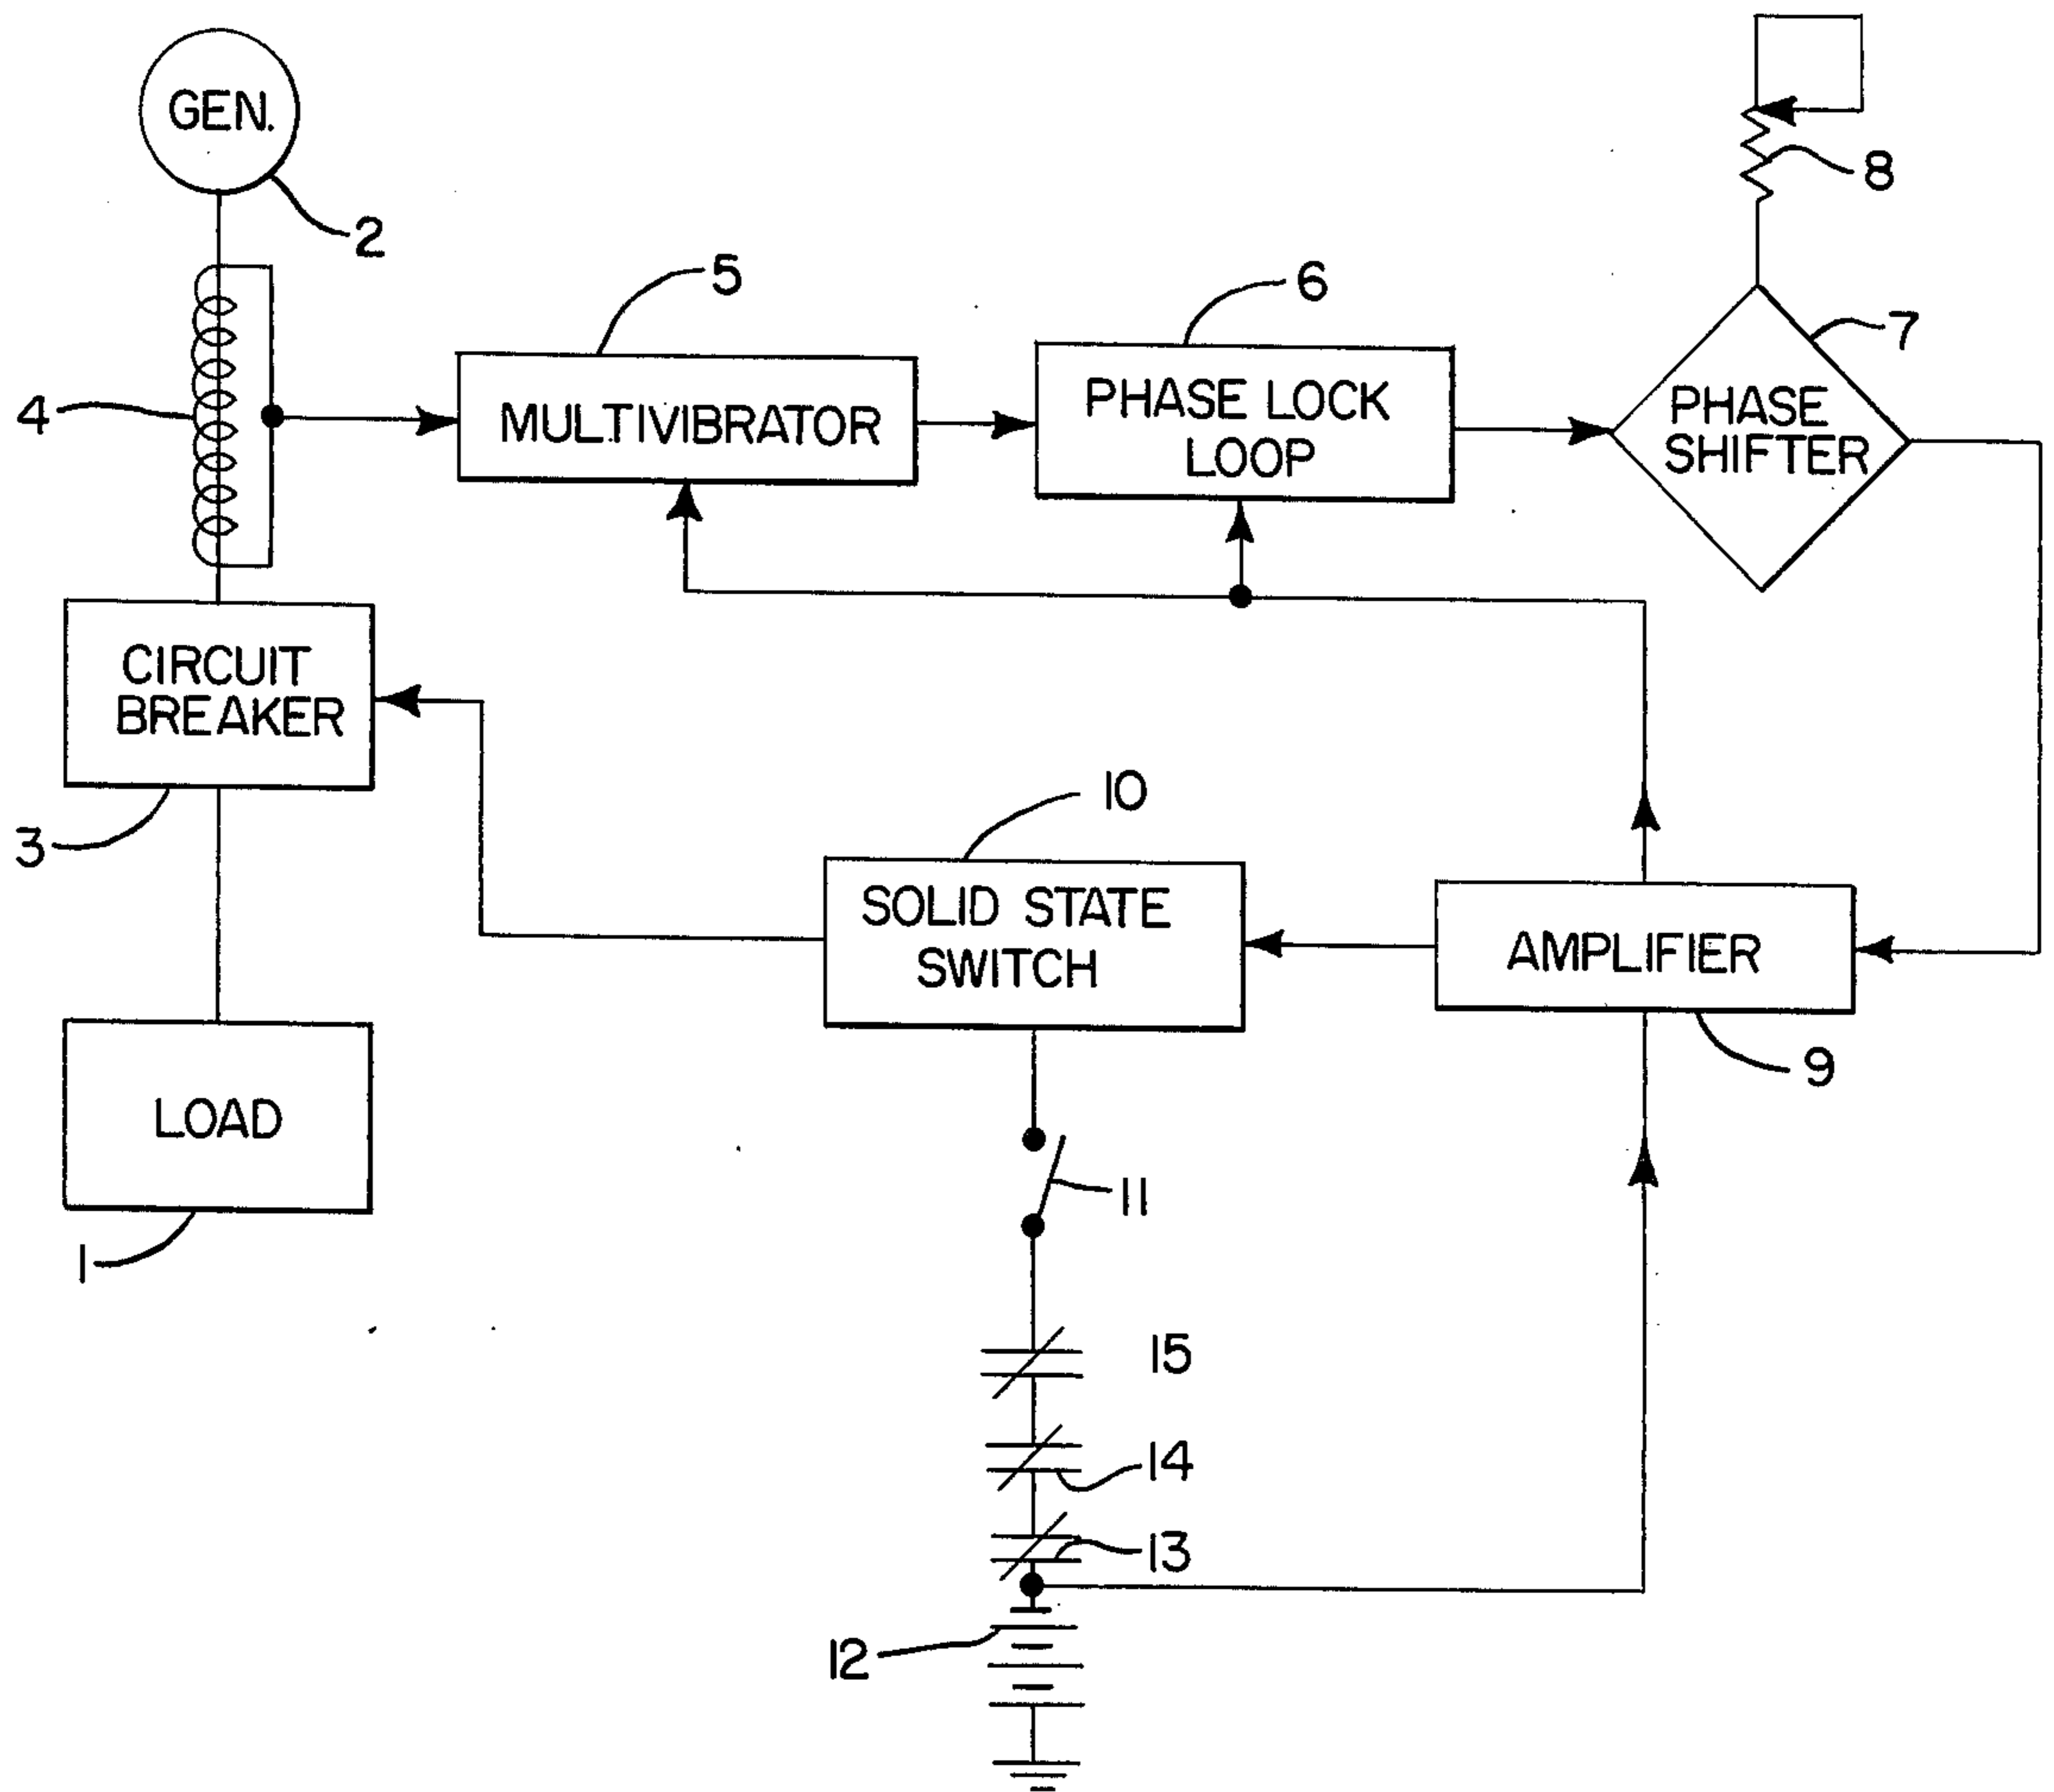 GEN.
2
4
5
MULTIVIBRATOR
6
PHASE LOCK
LOOP
8
7
PHASE
SHIFTER
CIRCUIT
BREAKER
3
10
SOLID STATE
SWITCH
AMPLIFIER
9
LOAD
1
11
15
14
13
12